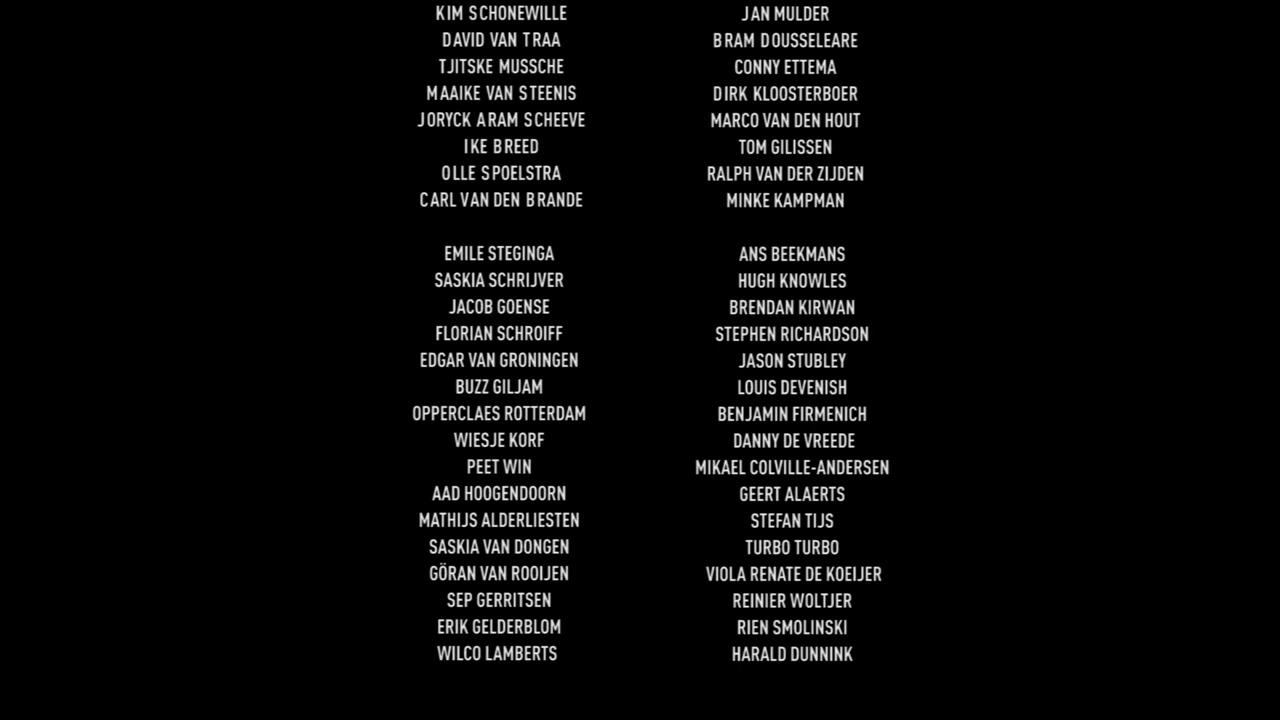 KIM SCHONEWILLE
DAVID VAN TRAA
TJITSKE MUSSCHE
MAAIKE VAN STEENIS
JORYCK ARAM SCHEEVE
IKE BREED
OLLE SPOELSTRA
CARL VAN DEN BRANDE
EMILE STEGINGA
SASKIA SCHRIJVER
JACOB GOENSE
FLORIAN SCHROIFF
EDGAR VAN GRONINGEN
BUZZ GILJAM
OPPERCLAES ROTTERDAM
WIESJE KORF
PEET WIN
AAD HOOGENDOORN
MATHIJS ALDERLIESTEN
SASKIA VAN DONGEN
GÖRAN VAN ROOIJEN
SEP GERRITSEN
ERIK GELDERBLOM
WILCO LAMBERTS
JAN MULDER
BRAM DOUSSELEARE
CONNY ETTEMA
DIRK KLOOSTERBOER
MARCO VAN DEN HOUT
TOM GILISSEN
RALPH VAN DER ZIJDEN
MINKE KAMPMAN
ANS BEEKMANS
HUGH KNOWLES
BRENDAN KIRWAN
STEPHEN RICHARDSON
JASON STUBLEY
LOUIS DEVENISH
BENJAMIN FIRMENICH
DANNY DE VREEDE
MIKAEL COLVILLE-ANDERSEN
GEERT ALAERTS
STEFAN TIJS
TURBO TURBO
VIOLA RENATE DE KOEIJER
REINIER WOLTJER
RIEN SMOLINSKI
HARALD DUNNINK